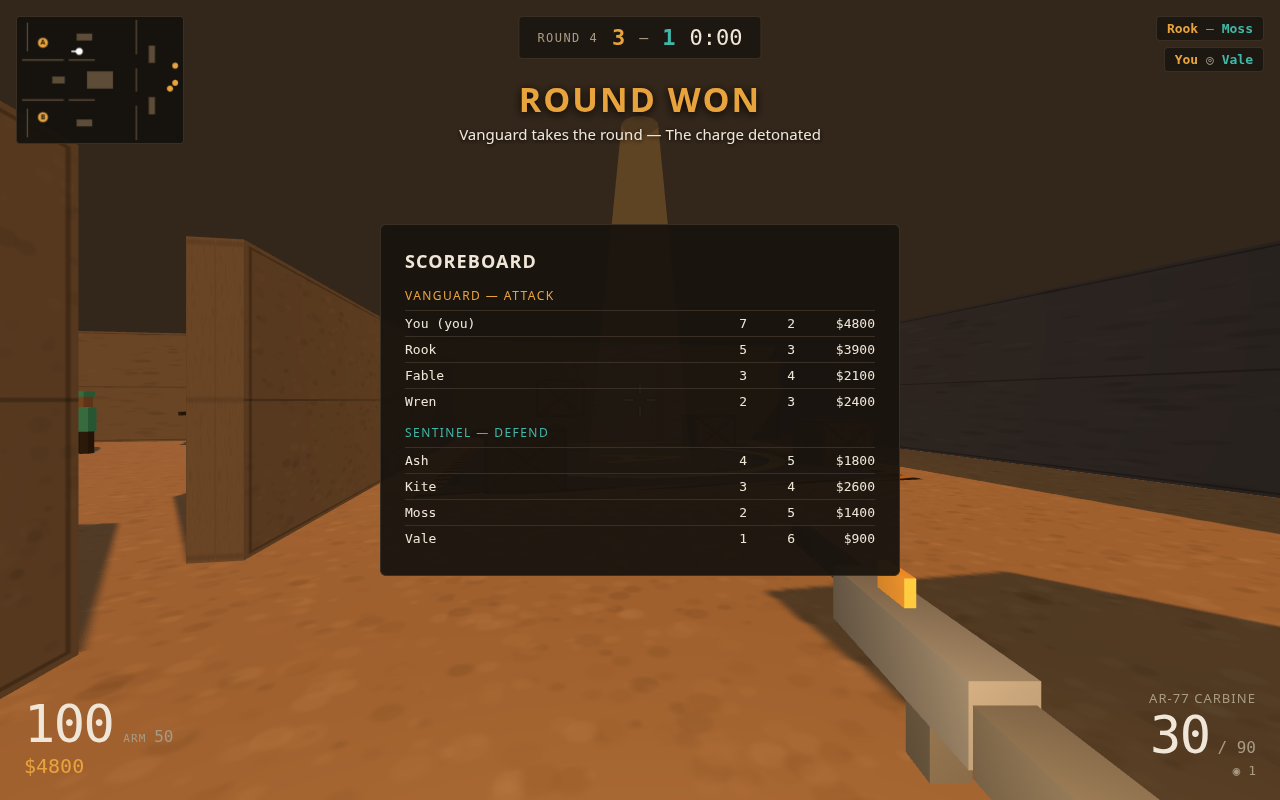 A
B
ROUND 4 3 — 1 0:00
Rook — Moss
You ◎ Vale
ROUND WON
Vanguard takes the round — The charge detonated
SCOREBOARD
VANGUARD — ATTACK
You (you) 7 2 $4800
Rook 5 3 $3900
Fable 3 4 $2100
Wren 2 3 $2400
SENTINEL — DEFEND
Ash 4 5 $1800
Kite 3 4 $2600
Moss 2 5 $1400
Vale 1 6 $900
100 ARM 50
$4800
AR-77 CARBINE
30 / 90
◉ 1